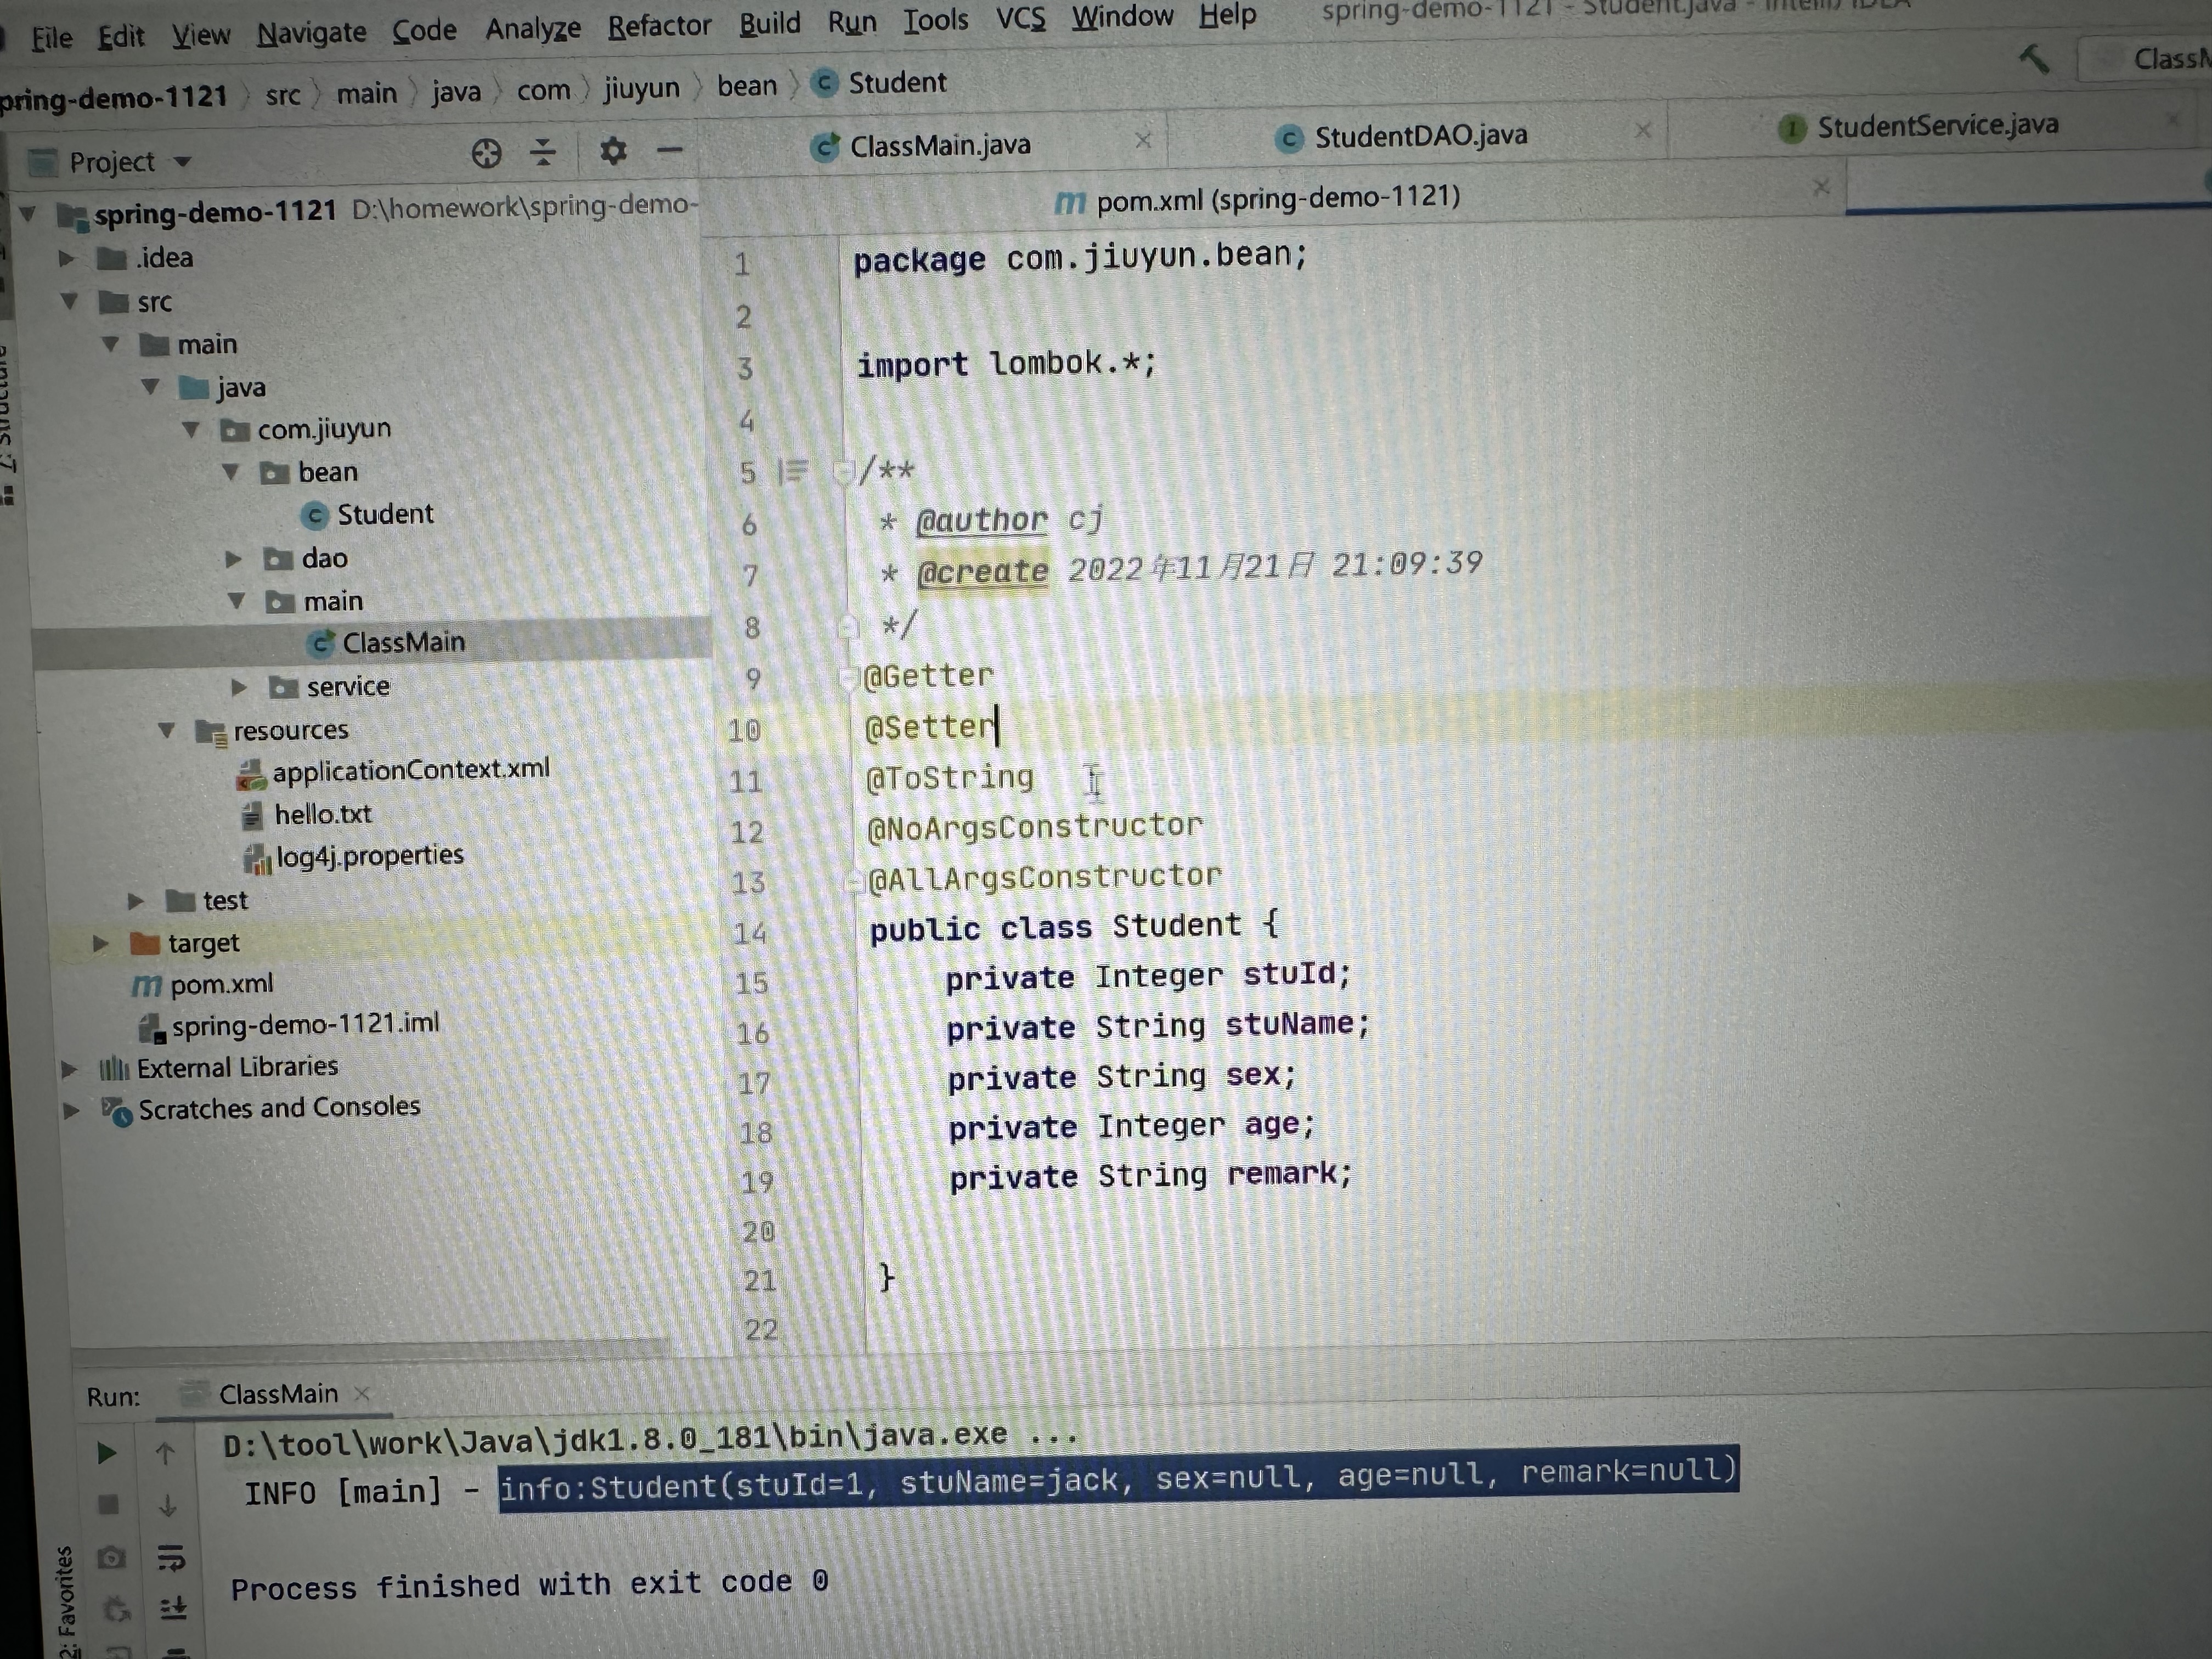 File Edit View Navigate Code Analyze Refactor Build Run Tools VCS Window Help spring-demo-1121 - Student.java - IntelliJ IDEA
pring-demo-1121 src main java com jiuyun bean Student
ClassM
Project
ClassMain.java StudentDAO.java StudentService.java
pom.xml (spring-demo-1121)
spring-demo-1121 D:\homework\spring-demo-
.idea
src
main
java
com.jiuyun
bean
Student
dao
main
ClassMain
service
resources
applicationContext.xml
hello.txt
log4j.properties
test
target
pom.xml
spring-demo-1121.iml
External Libraries
Scratches and Consoles
7: Structure
1 package com.jiuyun.bean;
2
3 import lombok.*;
4
5 /**
6 * @author cj
7 * @create 2022年11月21日 21:09:39
8 */
9 @Getter
10 @Setter
11 @ToString
12 @NoArgsConstructor
13 @AllArgsConstructor
14 public class Student {
15 private Integer stuId;
16 private String stuName;
17 private String sex;
18 private Integer age;
19 private String remark;
20
21 }
22
Run: ClassMain
D:\tool\work\Java\jdk1.8.0_181\bin\java.exe ...
INFO [main] - info:Student(stuId=1, stuName=jack, sex=null, age=null, remark=null)
Process finished with exit code 0
2: Favorites